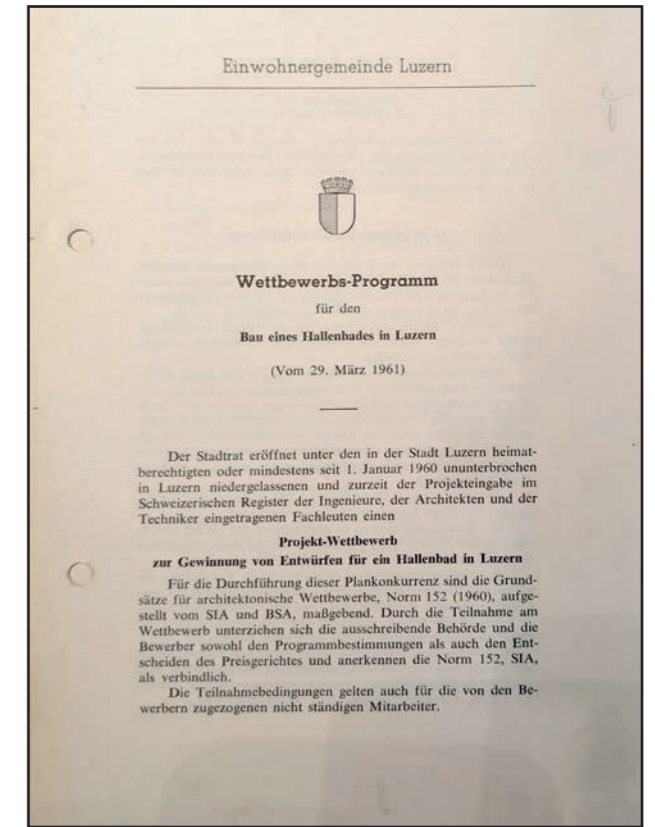 Einwohnergemeinde Luzern
Wettbewerbs-Programm
für den
Bau eines Hallenbades in Luzern
(Vom 29. März 1961)
Der Stadtrat eröffnet unter den in der Stadt Luzern heimat-
berechtigten oder mindestens seit 1. Januar 1960 ununterbrochen
in Luzern niedergelassenen und zurzeit der Projekteingabe im
Schweizerischen Register der Ingenieure, der Architekten und der
Techniker eingetragenen Fachleuten einen
Projekt-Wettbewerb
zur Gewinnung von Entwürfen für ein Hallenbad in Luzern
Für die Durchführung dieser Plankonkurrenz sind die Grund-
sätze für architektonische Wettbewerbe, Norm 152 (1960), aufge-
stellt vom SIA und BSA, maßgebend. Durch die Teilnahme am
Wettbewerb unterziehen sich die ausschreibende Behörde und die
Bewerber sowohl den Programmbestimmungen als auch den Ent-
scheiden des Preisgerichtes und anerkennen die Norm 152, SIA,
als verbindlich.
Die Teilnahmebedingungen gelten auch für die von den Be-
werbern zugezogenen nicht ständigen Mitarbeiter.